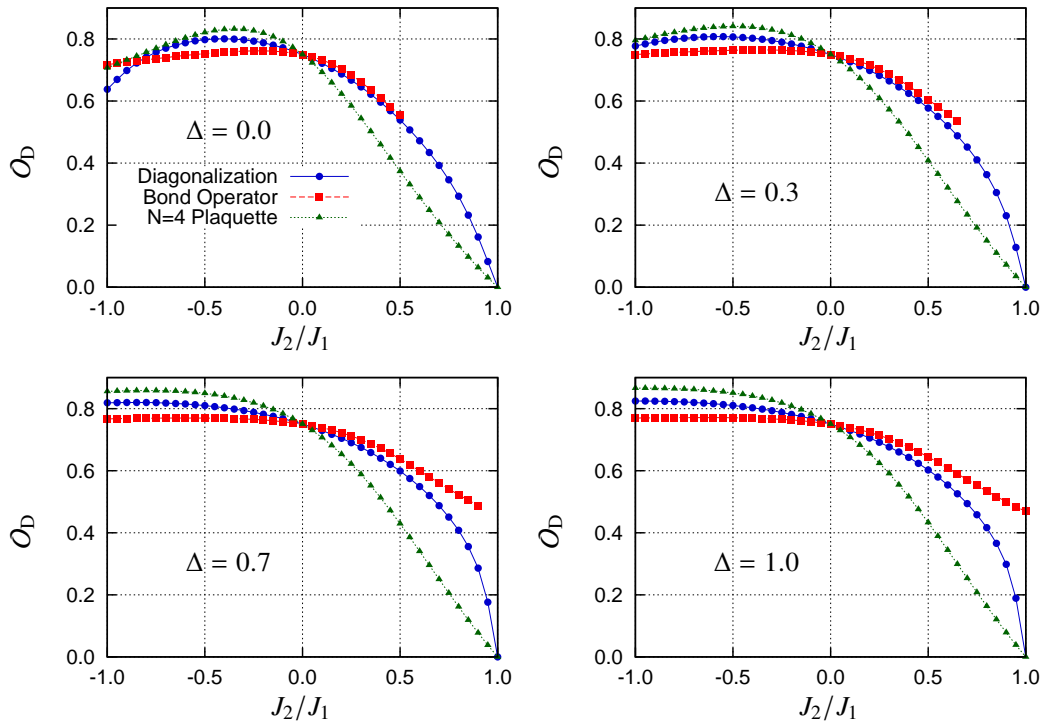 0.8
0.6
0.4
0.2
0.0
O_D
Δ = 0.0
Diagonalization
Bond Operator
N=4 Plaquette
-1.0 -0.5 0.0 0.5 1.0
J_2/J_1
0.8
0.6
0.4
0.2
0.0
O_D
Δ = 0.3
-1.0 -0.5 0.0 0.5 1.0
J_2/J_1
0.8
0.6
0.4
0.2
0.0
O_D
Δ = 0.7
-1.0 -0.5 0.0 0.5 1.0
J_2/J_1
0.8
0.6
0.4
0.2
0.0
O_D
Δ = 1.0
-1.0 -0.5 0.0 0.5 1.0
J_2/J_1